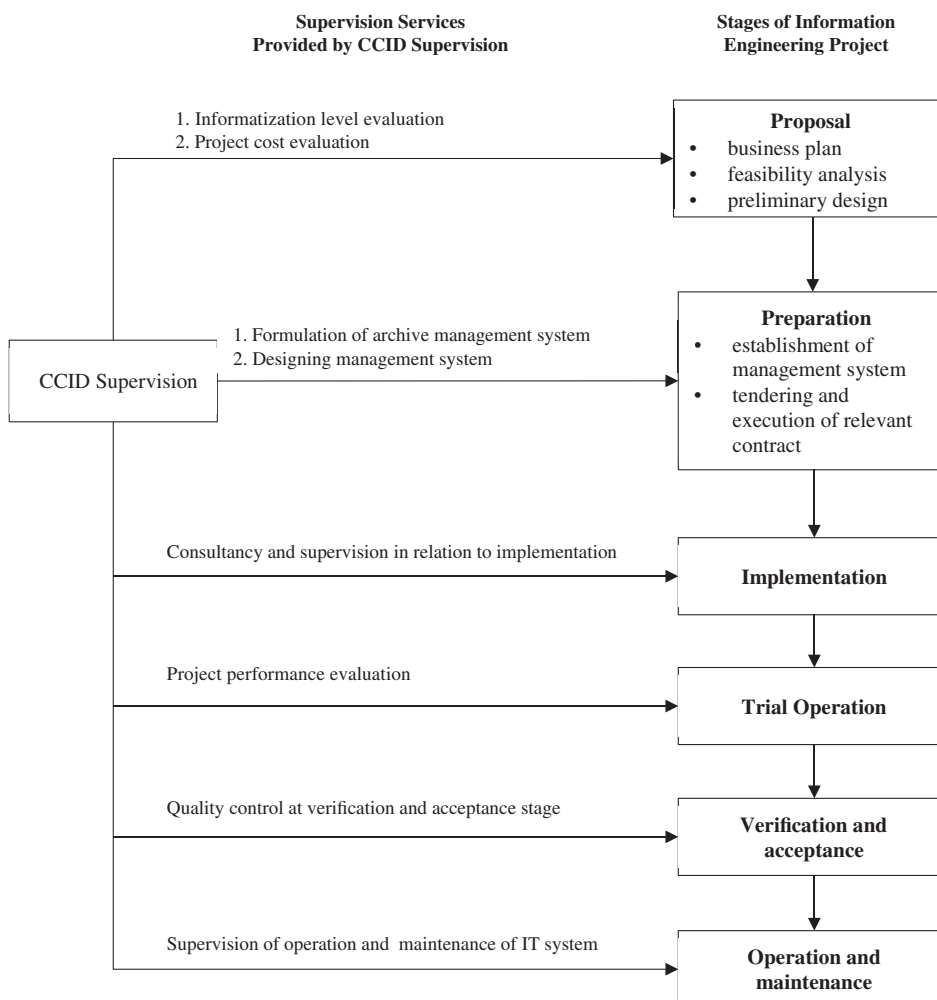 Supervision Services
Provided by CCID Supervision
Stages of Information
Engineering Project
1. Informatization level evaluation
2. Project cost evaluation
Proposal
• business plan
• feasibility analysis
• preliminary design
CCID Supervision
1. Formulation of archive management system
2. Designing management system
Preparation
• establishment of
management system
• tendering and
execution of relevant
contract
Consultancy and supervision in relation to implementation
Implementation
Project performance evaluation
Trial Operation
Quality control at verification and acceptance stage
Verification and
acceptance
Supervision of operation and maintenance of IT system
Operation and
maintenance